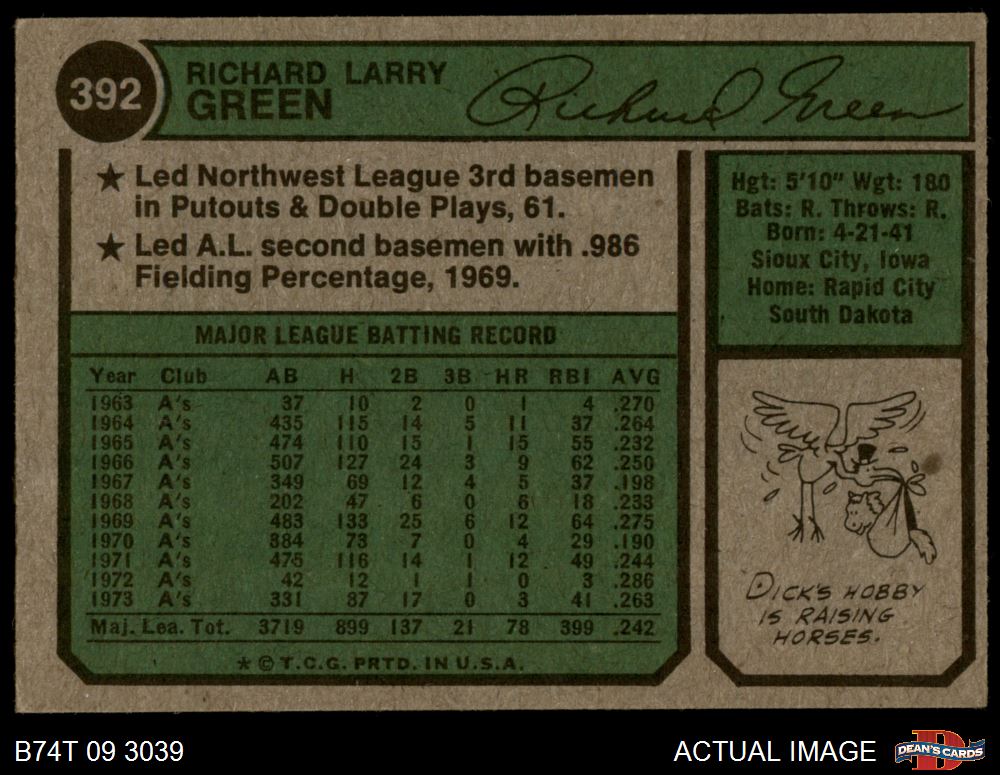 392
RICHARD LARRY
GREEN
Richard Green
★ Led Northwest League 3rd basemen
in Putouts & Double Plays, 61.
★ Led A.L. second basemen with .986
Fielding Percentage, 1969.
MAJOR LEAGUE BATTING RECORD
Year Club AB H 2B 3B HR RBI AVG
1963 A's 37 10 2 0 1 4 .270
1964 A's 435 115 14 5 11 37 .264
1965 A's 474 110 15 1 15 55 .232
1966 A's 507 127 24 3 9 62 .250
1967 A's 349 69 12 4 5 37 .198
1968 A's 202 47 6 0 6 18 .233
1969 A's 483 133 25 6 12 64 .275
1970 A's 384 73 7 0 4 29 .190
1971 A's 475 116 14 1 12 49 .244
1972 A's 42 12 1 1 0 3 .286
1973 A's 331 87 17 0 3 41 .263
Maj. Lea. Tot. 3719 899 137 21 78 399 .242
★ © T.C.G. PRTD. IN U.S.A.
Hgt: 5'10" Wgt: 180
Bats: R. Throws: R.
Born: 4-21-41
Sioux City, Iowa
Home: Rapid City
South Dakota
DICK'S HOBBY
IS RAISING
HORSES.
B74T 09 3039
ACTUAL IMAGE
D
DEAN'S CARDS